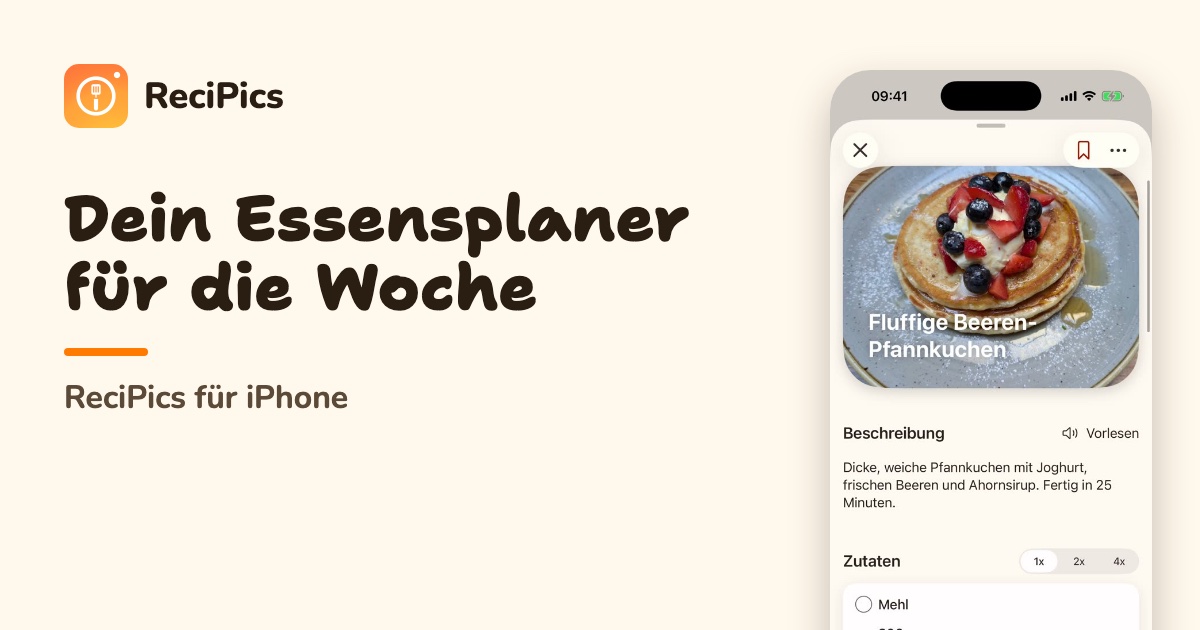 ReciPics
Dein Essensplaner
für die Woche
ReciPics für iPhone
09:41
Fluffige Beeren-
Pfannkuchen
Beschreibung
Vorlesen
Dicke, weiche Pfannkuchen mit Joghurt,
frischen Beeren und Ahornsirup. Fertig in 25
Minuten.
Zutaten
1x 2x 4x
Mehl